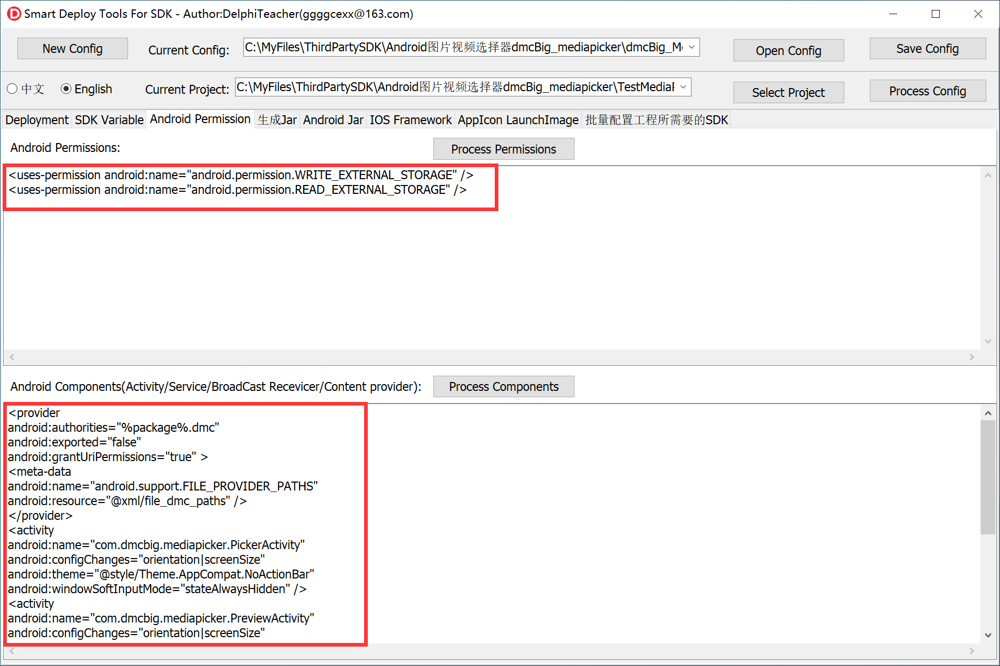 Smart Deploy Tools For SDK - Author:DelphiTeacher(ggggcexx@163.com)
New Config
Current Config:
C:\MyFiles\ThirdPartySDK\Android图片视频选择器dmcBig_mediapicker\dmcBig_M
Open Config
Save Config
中文
English
Current Project:
C:\MyFiles\ThirdPartySDK\Android图片视频选择器dmcBig_mediapicker\TestMedia
Select Project
Process Config
Deployment SDK Variable Android Permission 生成Jar Android Jar IOS Framework AppIcon LaunchImage 批量配置工程所需要的SDK
Android Permissions:
Process Permissions
<uses-permission android:name="android.permission.WRITE_EXTERNAL_STORAGE" />
<uses-permission android:name="android.permission.READ_EXTERNAL_STORAGE" />
Android Components(Activity/Service/BroadCast Recevicer/Content provider):
Process Components
<provider
android:authorities="%package%.dmc"
android:exported="false"
android:grantUriPermissions="true" >
<meta-data
android:name="android.support.FILE_PROVIDER_PATHS"
android:resource="@xml/file_dmc_paths" />
</provider>
<activity
android:name="com.dmcbig.mediapicker.PickerActivity"
android:configChanges="orientation|screenSize"
android:theme="@style/Theme.AppCompat.NoActionBar"
android:windowSoftInputMode="stateAlwaysHidden" />
<activity
android:name="com.dmcbig.mediapicker.PreviewActivity"
android:configChanges="orientation|screenSize"